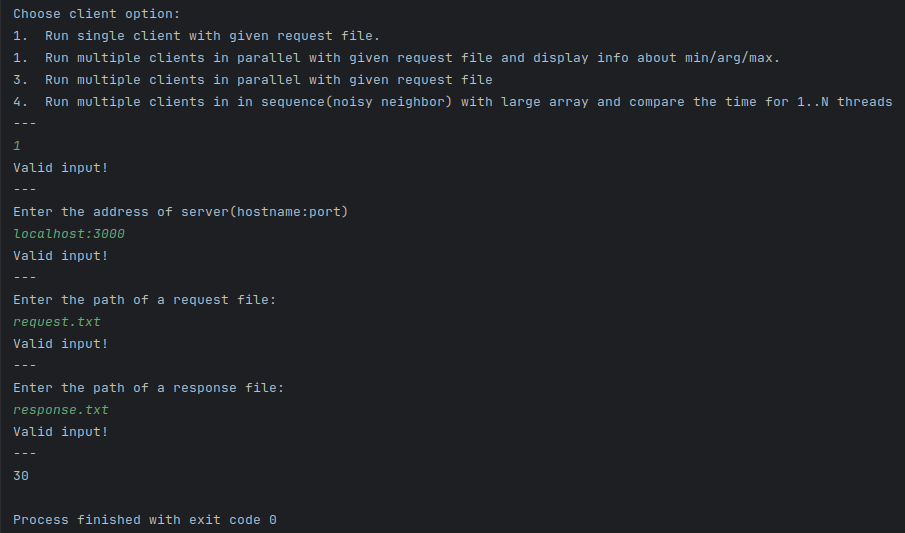 Choose client option:
1.  Run single client with given request file.
1.  Run multiple clients in parallel with given request file and display info about min/arg/max.
3.  Run multiple clients in parallel with given request file
4.  Run multiple clients in in sequence(noisy neighbor) with large array and compare the time for 1..N threads
---
1
Valid input!
---
Enter the address of server(hostname:port)
localhost:3000
Valid input!
---
Enter the path of a request file:
request.txt
Valid input!
---
Enter the path of a response file:
response.txt
Valid input!
---
30
Process finished with exit code 0